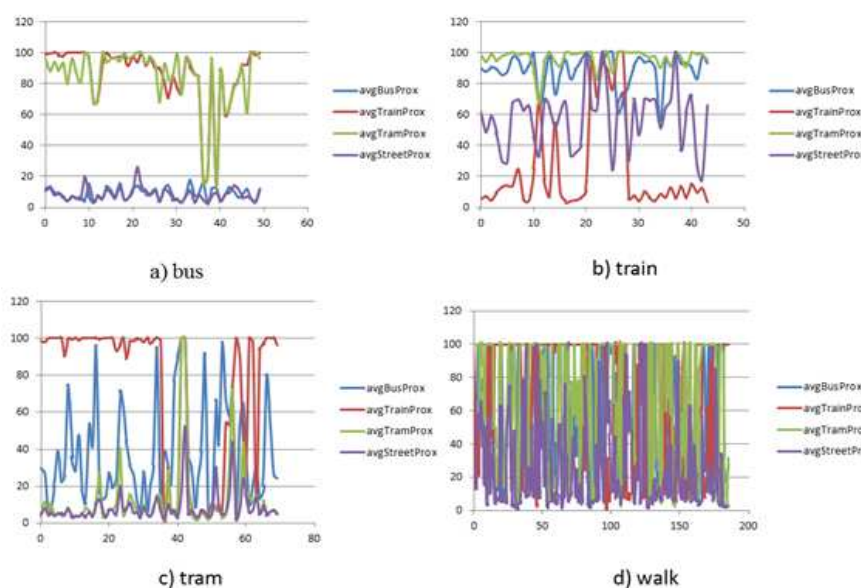 120
100
80
60
40
20
0
0 10 20 30 40 50 60
avgBusProx
avgTrainProx
avgTramProx
avgStreetProx
a) bus
120
100
80
60
40
20
0
0 10 20 30 40 50
avgBusProx
avgTrainProx
avgTramProx
avgStreetProx
b) train
120
100
80
60
40
20
0
0 20 40 60 80
avgBusProx
avgTrainProx
avgTramProx
avgStreetProx
c) tram
120
100
80
60
40
20
0
0 50 100 150 200
avgBusProx
avgTrainProx
avgTramProx
avgStreetProx
d) walk